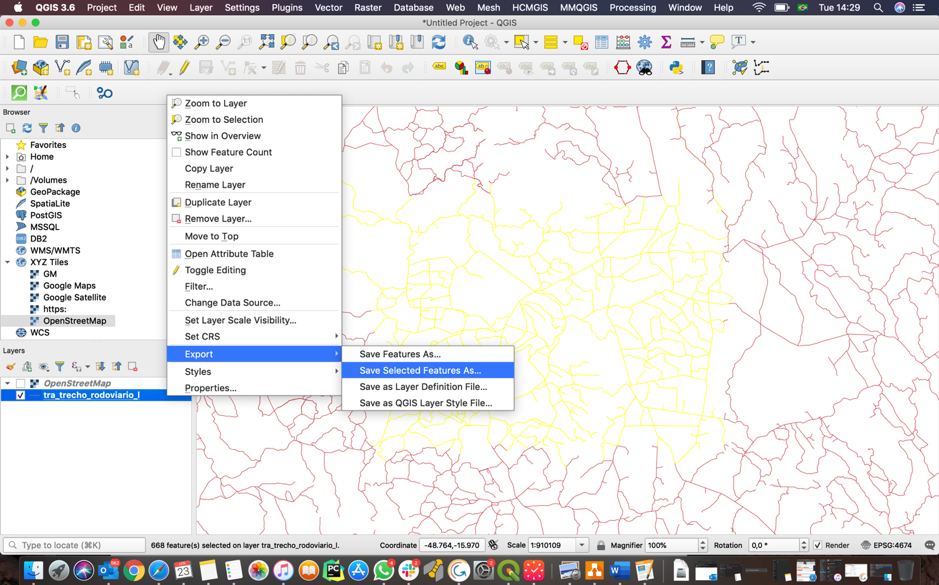 QGIS 3.6 Project Edit View Layer Settings Plugins Vector Raster Database Web Mesh HCMGIS MMQGIS Processing Window Help Tue 14:29
*Untitled Project - QGIS
Browser
Favorites
Home
/
/Volumes
GeoPackage
SpatiaLite
PostGIS
MSSQL
DB2
WMS/WMTS
XYZ Tiles
GM
Google Maps
Google Satellite
https:
OpenStreetMap
WCS
Layers
OpenStreetMap
tra_trecho_rodoviario_l
Zoom to Layer
Zoom to Selection
Show in Overview
Show Feature Count
Copy Layer
Rename Layer
Duplicate Layer
Remove Layer...
Move to Top
Open Attribute Table
Toggle Editing
Filter...
Change Data Source...
Set Layer Scale Visibility...
Set CRS
Export
Styles
Properties...
Save Features As...
Save Selected Features As...
Save as Layer Definition File...
Save as QGIS Layer Style File...
Type to locate (⌘K) 668 feature(s) selected on layer tra_trecho_rodoviario_l. Coordinate -48.764,-15.970 Scale 1:910109 Magnifier 100% Rotation 0,0 ° Render EPSG:4674